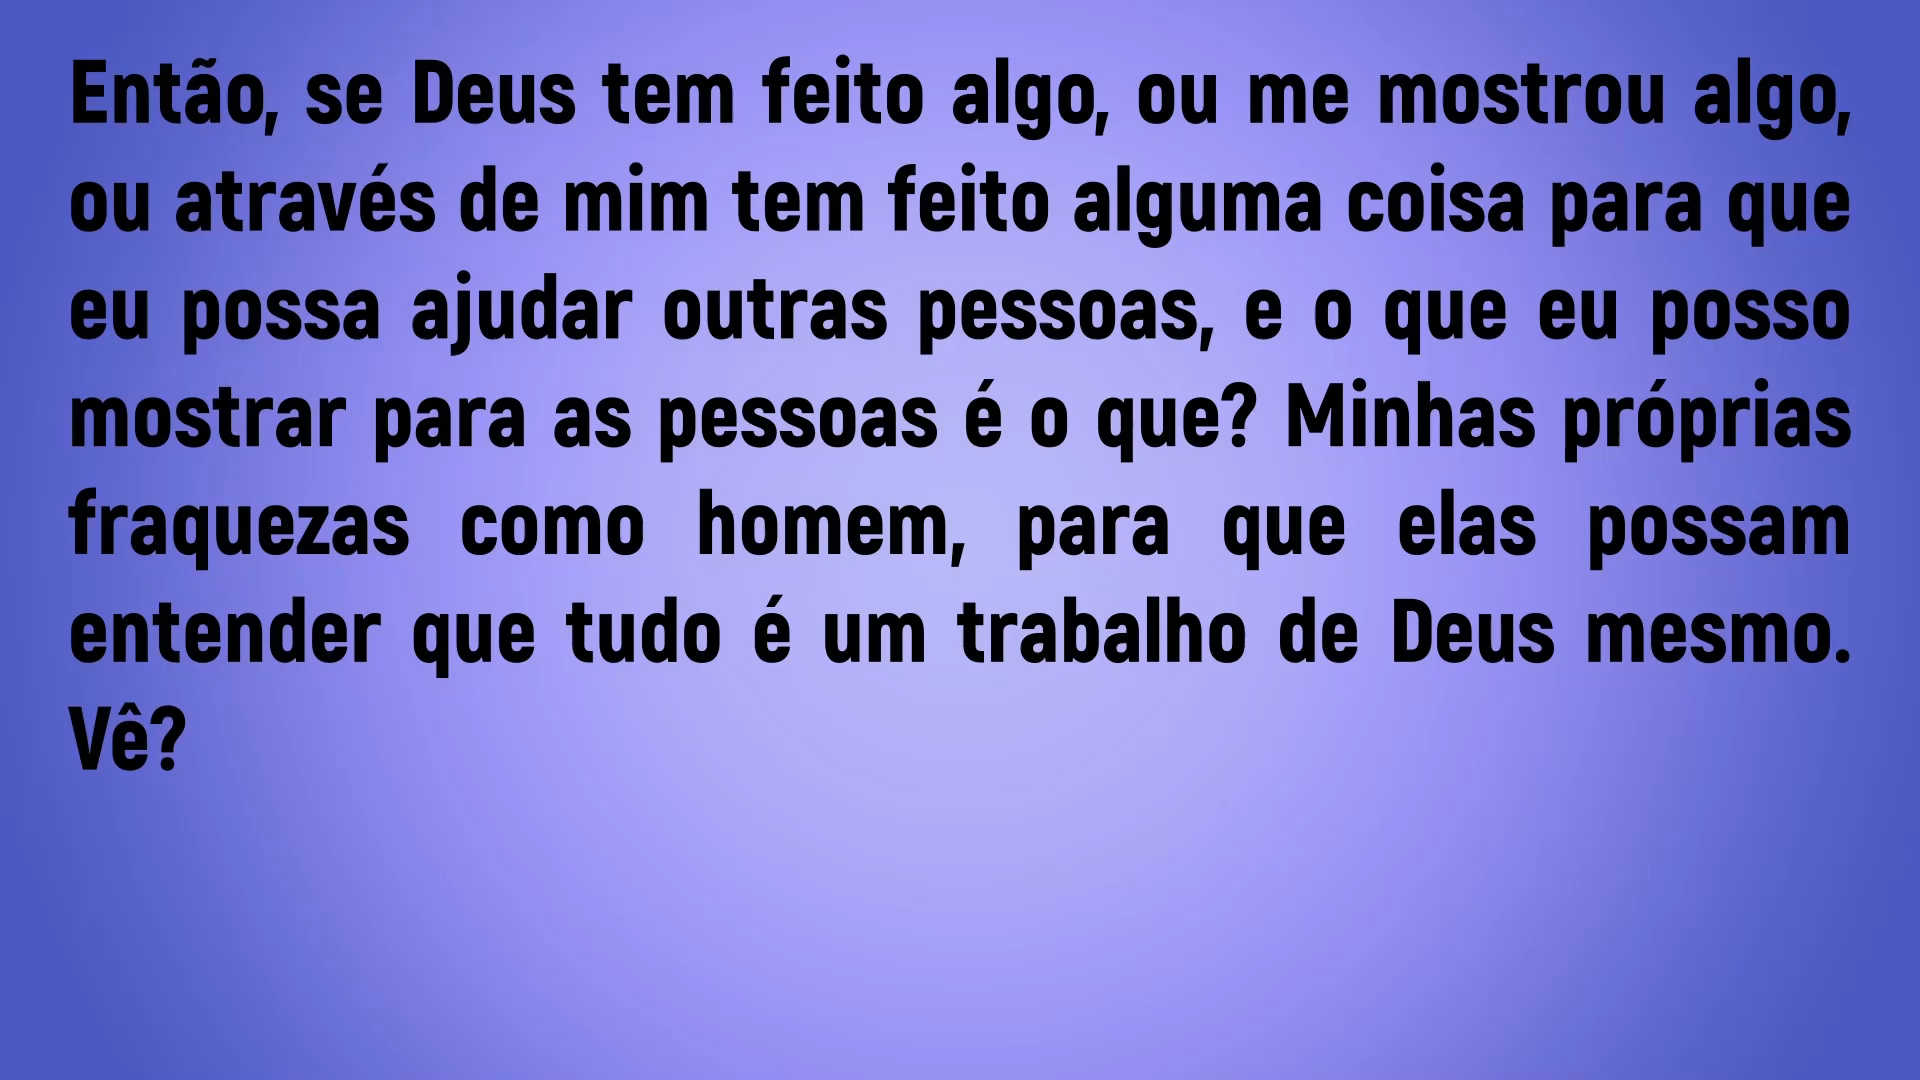 Então, se Deus tem feito algo, ou me mostrou algo,
ou através de mim tem feito alguma coisa para que
eu possa ajudar outras pessoas, e o que eu posso
mostrar para as pessoas é o que? Minhas próprias
fraquezas como homem, para que elas possam
entender que tudo é um trabalho de Deus mesmo.
Vê?